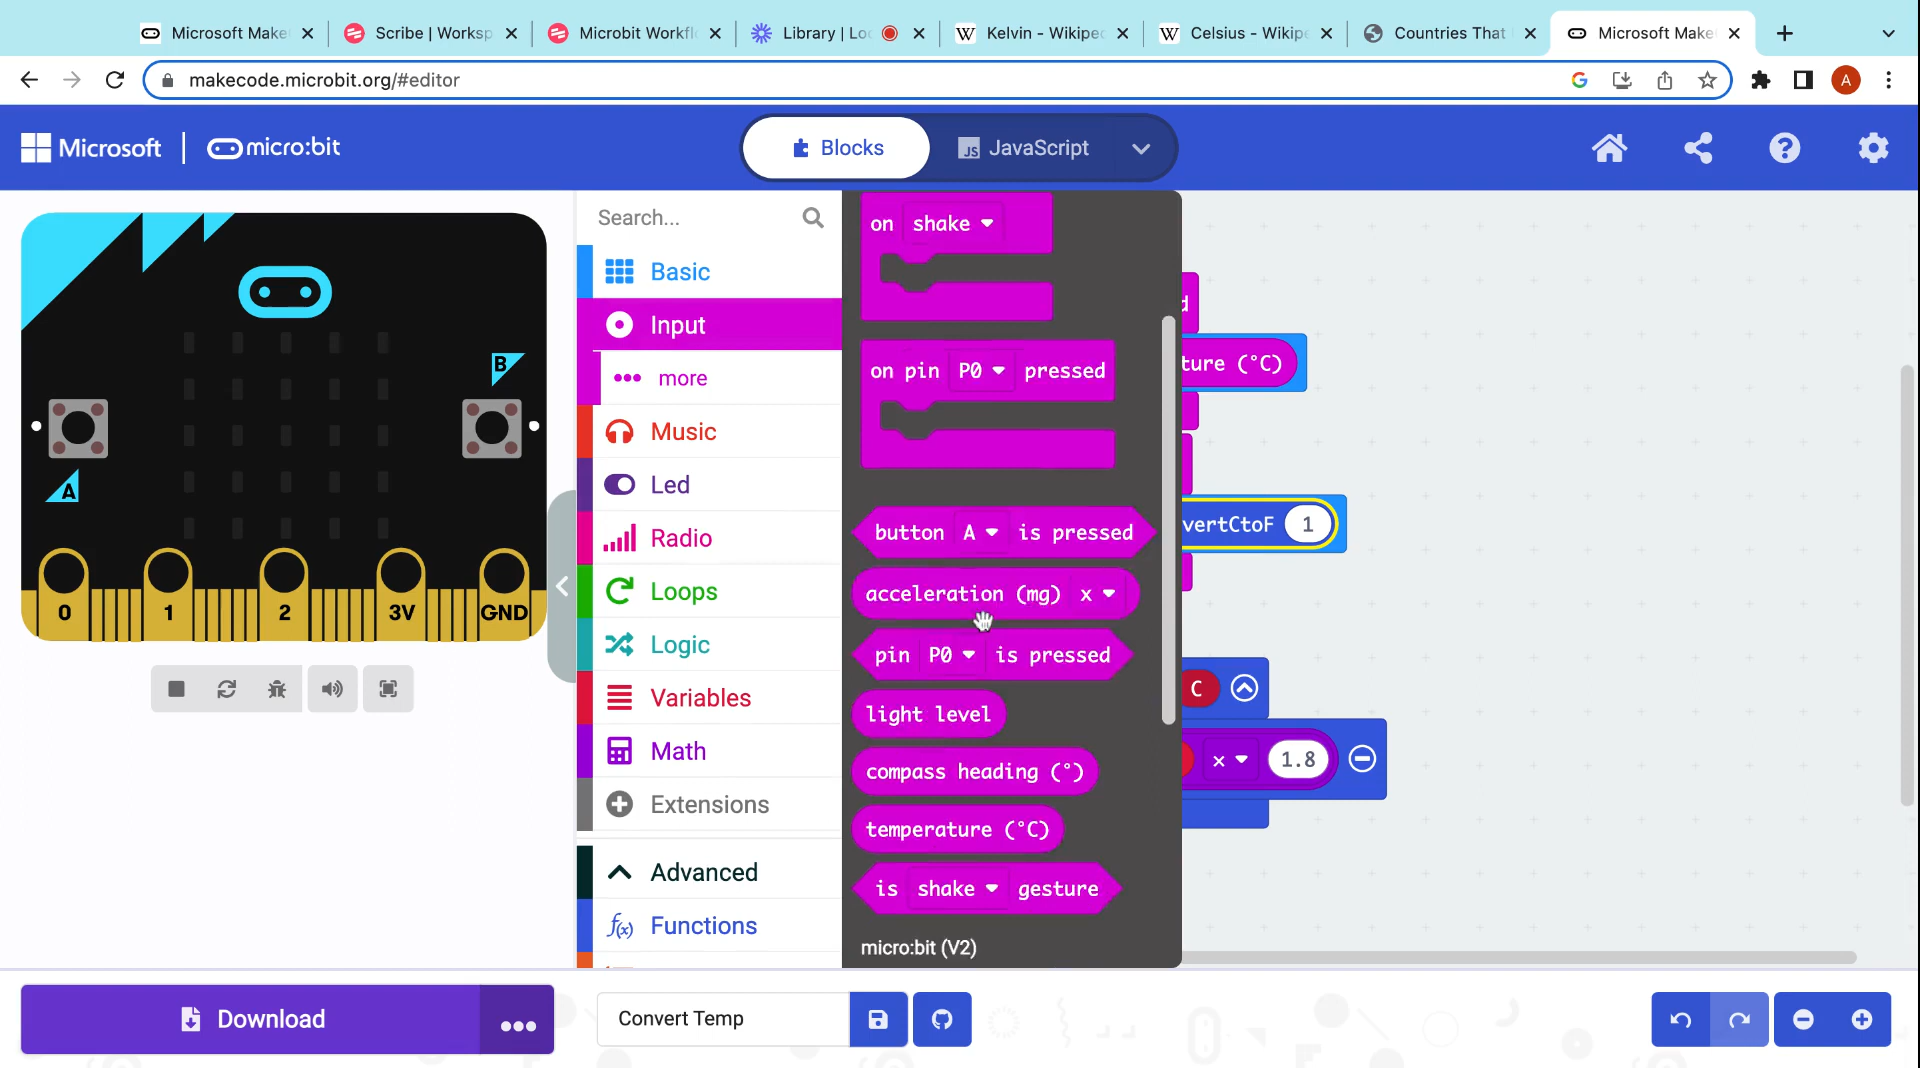 Microsoft Make
Scribe | Worksp
Microbit Workfl
Library | Lo
Kelvin - Wikipe
Celsius - Wikipe
Countries That
Microsoft Make
makecode.microbit.org/#editor
A
Microsoft
micro:bit
Blocks
JS
JavaScript
Search...
Basic
Input
more
Music
Led
Radio
Loops
Logic
Variables
Math
Extensions
Advanced
f(x) Functions
on shake
on pin P0 pressed
button A is pressed
acceleration (mg) x
pin P0 is pressed
light level
compass heading (°)
temperature (°C)
is shake gesture
micro:bit (V2)
d
ture (°C)
vertCtoF 1
C
x 1.8
B
A
0 1 2 3V GND
Download
Convert Temp